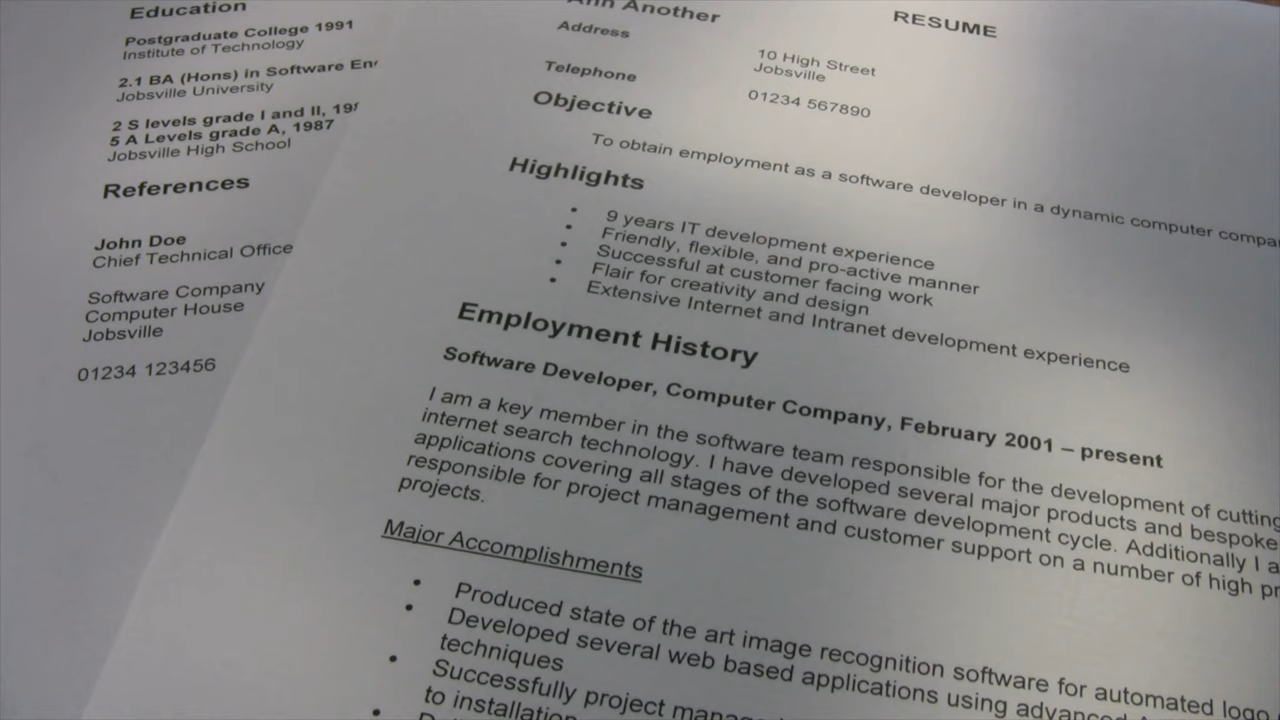 Education
Postgraduate College 1991
Institute of Technology
2.1 BA (Hons) in Software
Jobsville University
2 S levels grade I and II,
5 A Levels grade A, 1987
Jobsville High School
References
John Doe
Chief Technical Office
Software Company
Computer House
Jobsville
01234 123456
RESUME
Ann Another
Address
10 High Street
Jobsville
Telephone
01234 567890
Objective
To obtain employment as a software developer in a dynamic computer
Highlights
• 9 years IT development experience
• Friendly, flexible, and pro-active manner
• Successful at customer facing work
• Flair for creativity and design
• Extensive Internet and Intranet development experience
Employment History
Software Developer, Computer Company, February 2001 – present
I am a key member in the software team responsible for the development of cutting
internet search technology. I have developed several major products and bespoke
applications covering all stages of the software development cycle. Additionally I
responsible for project management and customer support on a number of high
projects.
Major Accomplishments
• Produced state of the art image recognition software for automated logo
• Developed several web based applications using
techniques
• Successfully project
to installation